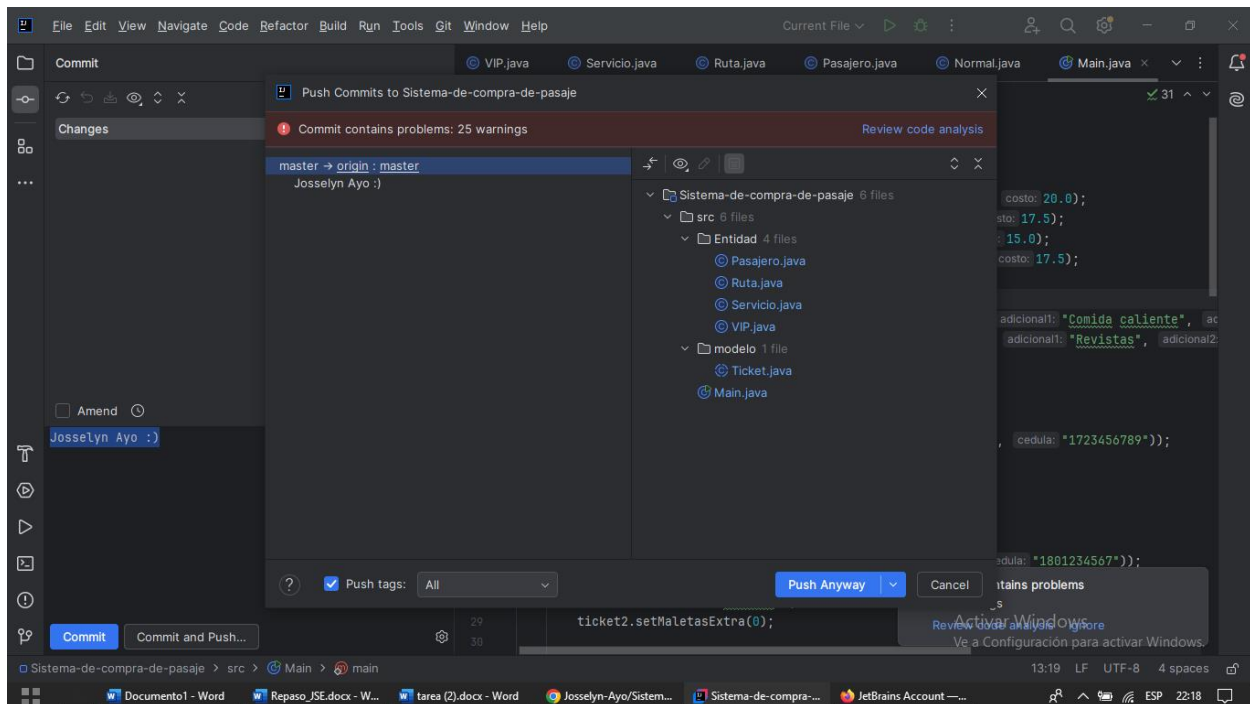 File Edit View Navigate Code Refactor Build Run Tools Git Window Help Current File
Commit VIP.java Servicio.java Ruta.java Pasajero.java Normal.java Main.java
Push Commits to Sistema-de-compra-de-pasaje
31
Changes
Commit contains problems: 25 warnings Review code analysis
master → origin : master
Josselyn Ayo :)
Sistema-de-compra-de-pasaje 6 files
src 6 files
Entidad 4 files
Pasajero.java
Ruta.java
Servicio.java
VIP.java
modelo 1 file
Ticket.java
Main.java
costo: 20.0);
17.5);
15.0);
costo: 17.5);
adicional1: "Comida caliente",
adicional1: "Revistas", adicional2:
Amend
Josselyn Ayo :)
, cedula: "1723456789"));
"1801234567"));
? Push tags: All Push Anyway Cancel
problems
29 ticket2.setMaletasExtra(0);
30
Review code analysis Ignore
Activar Windows
Ve a Configuración para activar Windows.
Commit Commit and Push...
Sistema-de-compra-de-pasaje > src > Main > main 13:19 LF UTF-8 4 spaces
Documento1 - Word Repaso_JSE.docx - W... tarea (2).docx - Word Josselyn-Ayo/Sistem... Sistema-de-compra-... JetBrains Account —... ESP 22:18